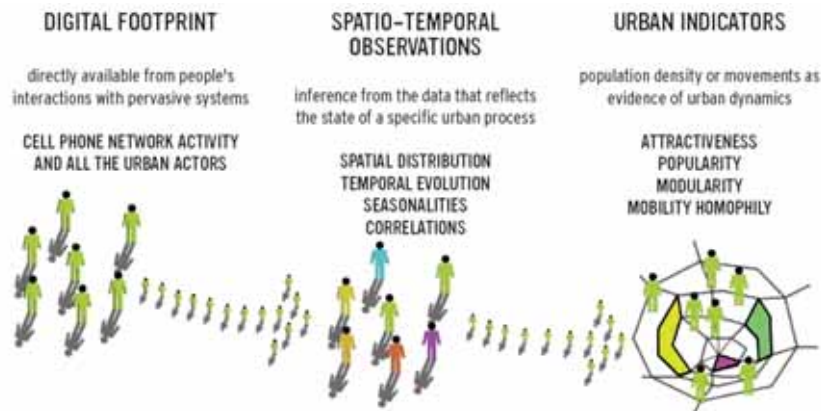 DIGITAL FOOTPRINT
directly available from people's
interactions with pervasive systems
CELL PHONE NETWORK ACTIVITY
AND ALL THE URBAN ACTORS
SPATIO-TEMPORAL
OBSERVATIONS
inference from the data that reflects
the state of a specific urban process
SPATIAL DISTRIBUTION
TEMPORAL EVOLUTION
SEASONALITIES
CORRELATIONS
URBAN INDICATORS
population density or movements as
evidence of urban dynamics
ATTRACTIVENESS
POPULARITY
MODULARITY
MOBILITY HOMOPHILY